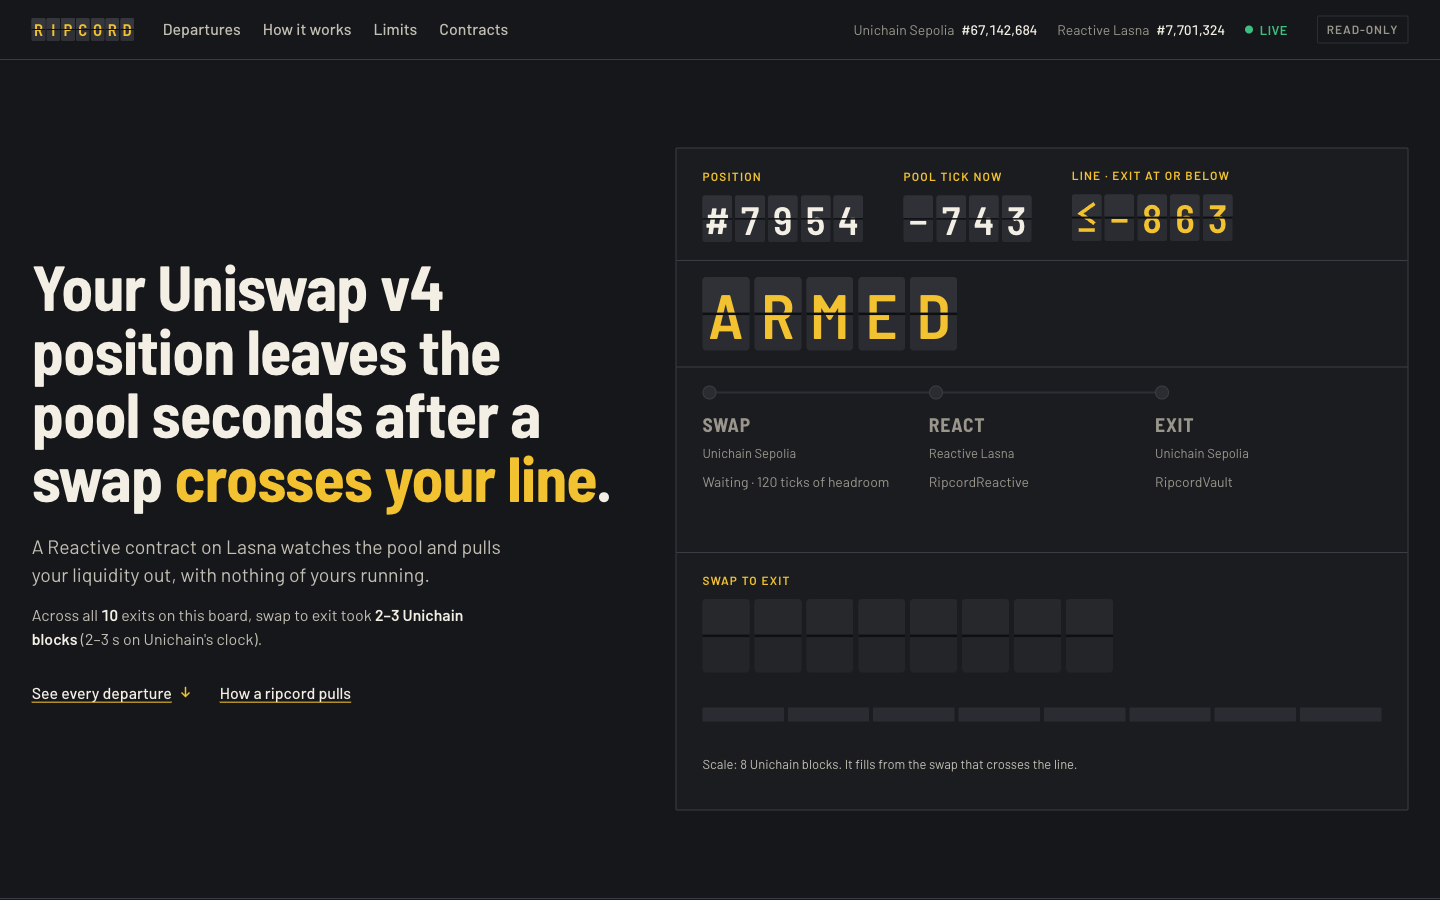 RIPCORD Departures How it works Limits Contracts Unichain Sepolia #67,142,684 Reactive Lasna #7,701,324 LIVE READ-ONLY
Your Uniswap v4
position leaves the
pool seconds after a
swap crosses your line.
A Reactive contract on Lasna watches the pool and pulls
your liquidity out, with nothing of yours running.
Across all 10 exits on this board, swap to exit took 2–3 Unichain
blocks (2–3 s on Unichain's clock).
See every departure ↓ How a ripcord pulls
POSITION POOL TICK NOW LINE · EXIT AT OR BELOW
#7954 −743 ≤−863
ARMED
SWAP REACT EXIT
Unichain Sepolia Reactive Lasna Unichain Sepolia
Waiting · 120 ticks of headroom RipcordReactive RipcordVault
SWAP TO EXIT
Scale: 8 Unichain blocks. It fills from the swap that crosses the line.